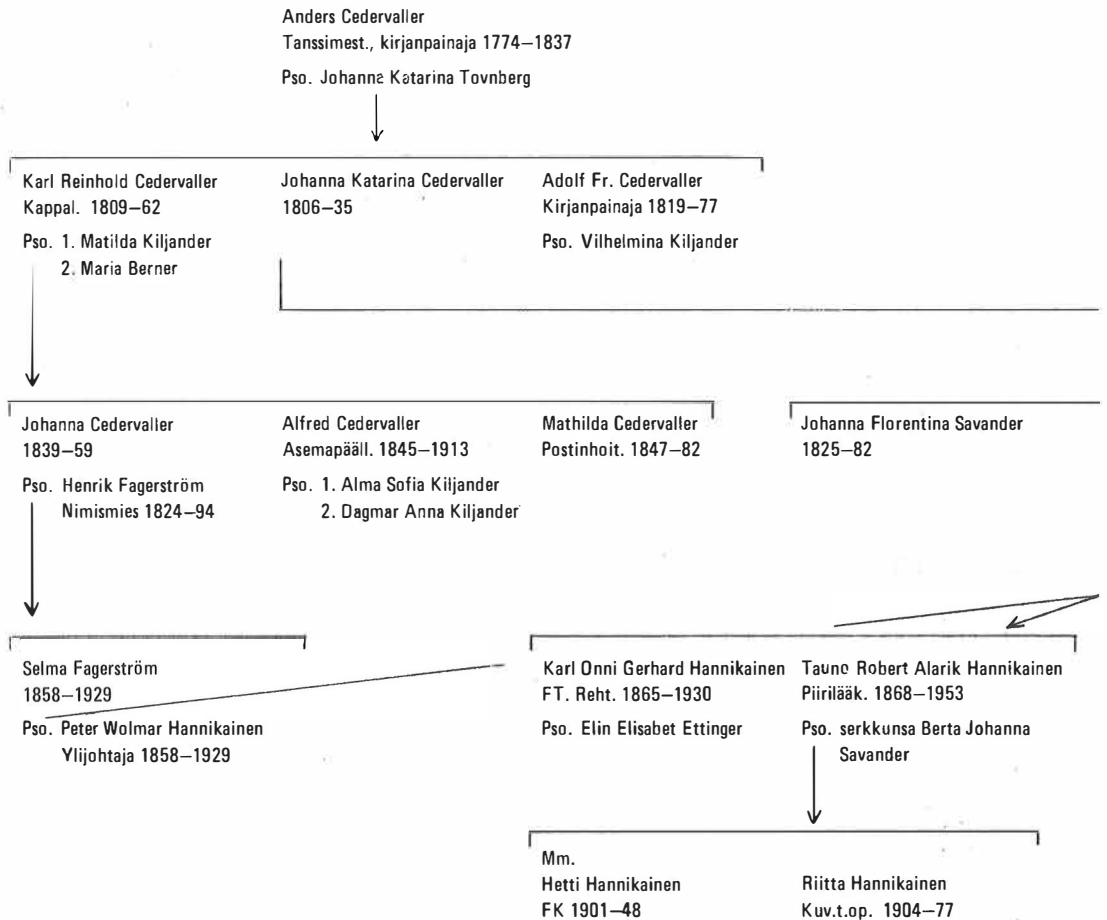 Anders Cedervaller
Tanssimest., kirjanpainaja 1774–1837
Pso. Johanna Katarina Tovnberg
Karl Reinhold Cedervaller
Kappal. 1809–62
Pso. 1. Matilda Kiljander
2. Maria Berner
Johanna Katarina Cedervaller
1806–35
Adolf Fr. Cedervaller
Kirjanpainaja 1819–77
Pso. Vilhelmina Kiljander
Johanna Cedervaller
1839–59
Pso. Henrik Fagerström
Nimismies 1824–94
Alfred Cedervaller
Asemapääll. 1845–1913
Pso. 1. Alma Sofia Kiljander
2. Dagmar Anna Kiljander
Mathilda Cedervaller
Postinhoit. 1847–82
Johanna Florentina Savander
1825–82
Selma Fagerström
1858–1929
Pso. Peter Wolmar Hannikainen
Ylijohtaja 1858–1929
Karl Onni Gerhard Hannikainen
FT. Reht. 1865–1930
Pso. Elin Elisabet Ettinger
Tauno Robert Alarik Hannikainen
Piirilääk. 1868–1953
Pso. serkkunsa Berta Johanna
Savander
Mm.
Hetti Hannikainen
FK 1901–48
Riitta Hannikainen
Kuv.t.op. 1904–77